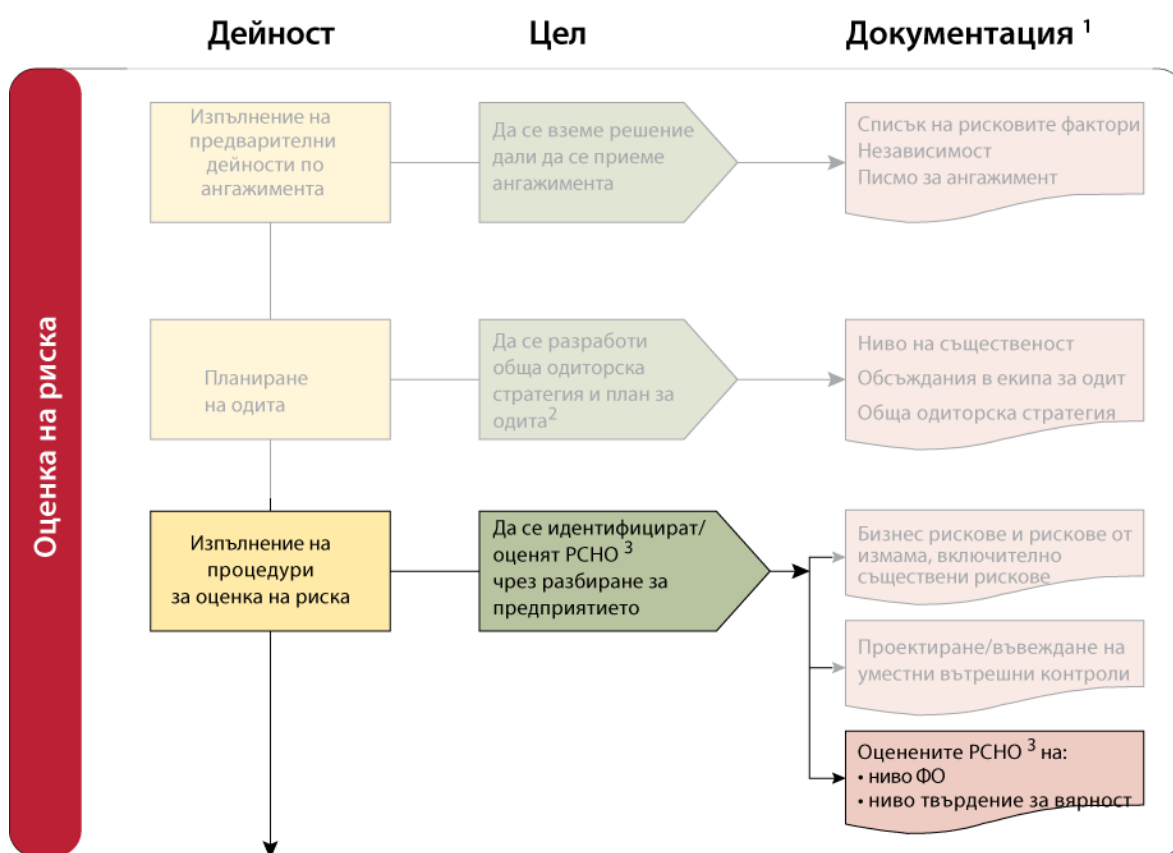 Дейност
Цел
Документация ¹
Оценка на риска
Изпълнение на
предварителни
дейности по
ангажимента
Да се вземе решение
дали да се приеме
ангажимента
Списък на рисковите фактори
Независимост
Писмо за ангажимент
Планиране
на одита
Да се разработи
обща одиторска
стратегия и план за
одита²
Ниво на същественост
Обсъждания в екипа за одит
Обща одиторска стратегия
Изпълнение на
процедури
за оценка на риска
Да се идентифицират/
оценят РСНО ³
чрез разбиране за
предприятието
Бизнес рискове и рискове от
измама, включително
съществени рискове
Проектиране/въвеждане на
уместни вътрешни контроли
Оценените РСНО ³ на:
• ниво ФО
• ниво твърдение за вярност